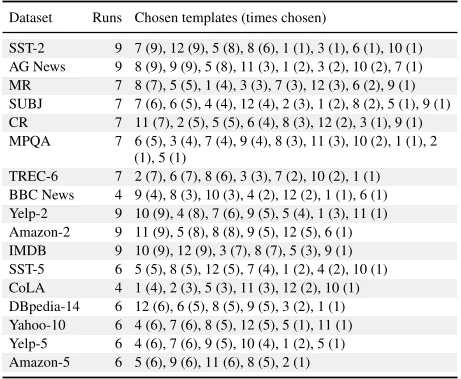 Dataset Runs Chosen templates (times chosen)
SST-2 9 7 (9), 12 (9), 5 (8), 8 (6), 1 (1), 3 (1), 6 (1), 10 (1)
AG News 9 8 (9), 9 (9), 5 (8), 11 (3), 1 (2), 3 (2), 10 (2), 7 (1)
MR 7 8 (7), 5 (5), 1 (4), 3 (3), 7 (3), 12 (3), 6 (2), 9 (1)
SUBJ 7 7 (6), 6 (5), 4 (4), 12 (4), 2 (3), 1 (2), 8 (2), 5 (1), 9 (1)
CR 7 11 (7), 2 (5), 5 (5), 6 (4), 8 (3), 12 (2), 3 (1), 9 (1)
MPQA 7 6 (5), 3 (4), 7 (4), 9 (4), 8 (3), 11 (3), 10 (2), 1 (1), 2
(1), 5 (1)
TREC-6 7 2 (7), 6 (7), 8 (6), 3 (3), 7 (2), 10 (2), 1 (1)
BBC News 4 9 (4), 8 (3), 10 (3), 4 (2), 12 (2), 1 (1), 6 (1)
Yelp-2 9 10 (9), 4 (8), 7 (6), 9 (5), 5 (4), 1 (3), 11 (1)
Amazon-2 9 11 (9), 5 (8), 8 (8), 9 (5), 12 (5), 6 (1)
IMDB 9 10 (9), 12 (9), 3 (7), 8 (7), 5 (3), 9 (1)
SST-5 6 5 (5), 8 (5), 12 (5), 7 (4), 1 (2), 4 (2), 10 (1)
CoLA 4 1 (4), 2 (3), 5 (3), 11 (3), 12 (2), 10 (1)
DBpedia-14 6 12 (6), 6 (5), 8 (5), 9 (5), 3 (2), 1 (1)
Yahoo-10 6 4 (6), 7 (6), 8 (5), 12 (5), 5 (1), 11 (1)
Yelp-5 6 4 (6), 7 (6), 9 (5), 10 (4), 1 (2), 5 (1)
Amazon-5 6 5 (6), 9 (6), 11 (6), 8 (5), 2 (1)